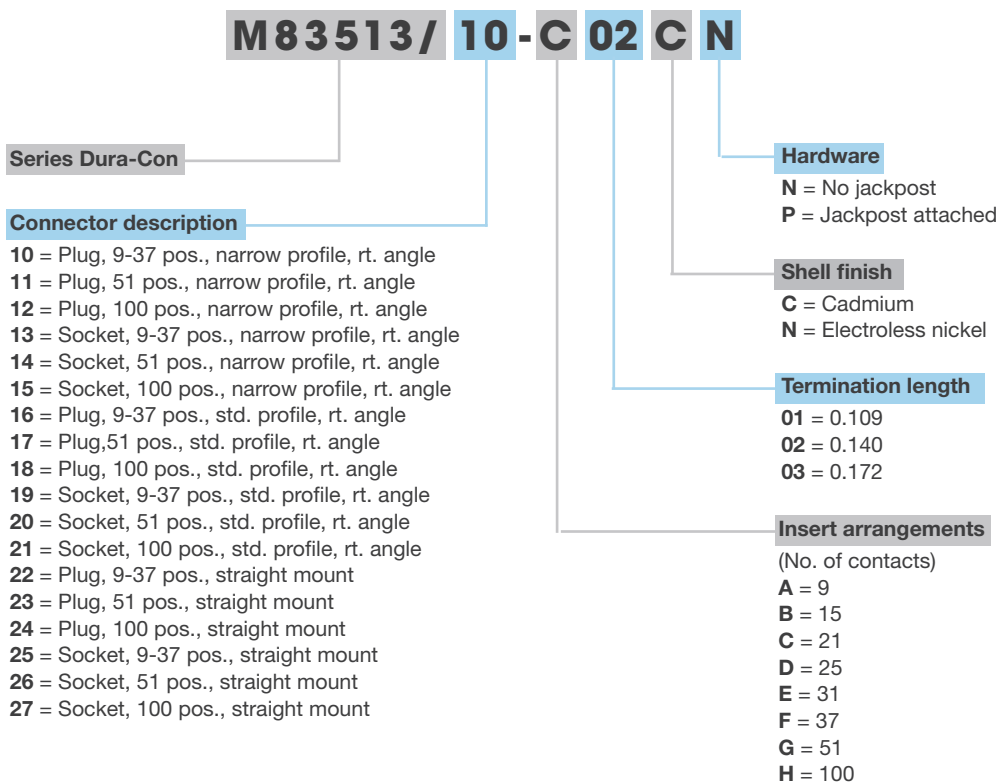 M83513/ 10-C 02 C N
Series Dura-Con
Connector description
10 = Plug, 9-37 pos., narrow profile, rt. angle
11 = Plug, 51 pos., narrow profile, rt. angle
12 = Plug, 100 pos., narrow profile, rt. angle
13 = Socket, 9-37 pos., narrow profile, rt. angle
14 = Socket, 51 pos., narrow profile, rt. angle
15 = Socket, 100 pos., narrow profile, rt. angle
16 = Plug, 9-37 pos., std. profile, rt. angle
17 = Plug,51 pos., std. profile, rt. angle
18 = Plug, 100 pos., std. profile, rt. angle
19 = Socket, 9-37 pos., std. profile, rt. angle
20 = Socket, 51 pos., std. profile, rt. angle
21 = Socket, 100 pos., std. profile, rt. angle
22 = Plug, 9-37 pos., straight mount
23 = Plug, 51 pos., straight mount
24 = Plug, 100 pos., straight mount
25 = Socket, 9-37 pos., straight mount
26 = Socket, 51 pos., straight mount
27 = Socket, 100 pos., straight mount
Hardware
N = No jackpost
P = Jackpost attached
Shell finish
C = Cadmium
N = Electroless nickel
Termination length
01 = 0.109
02 = 0.140
03 = 0.172
Insert arrangements
(No. of contacts)
A = 9
B = 15
C = 21
D = 25
E = 31
F = 37
G = 51
H = 100